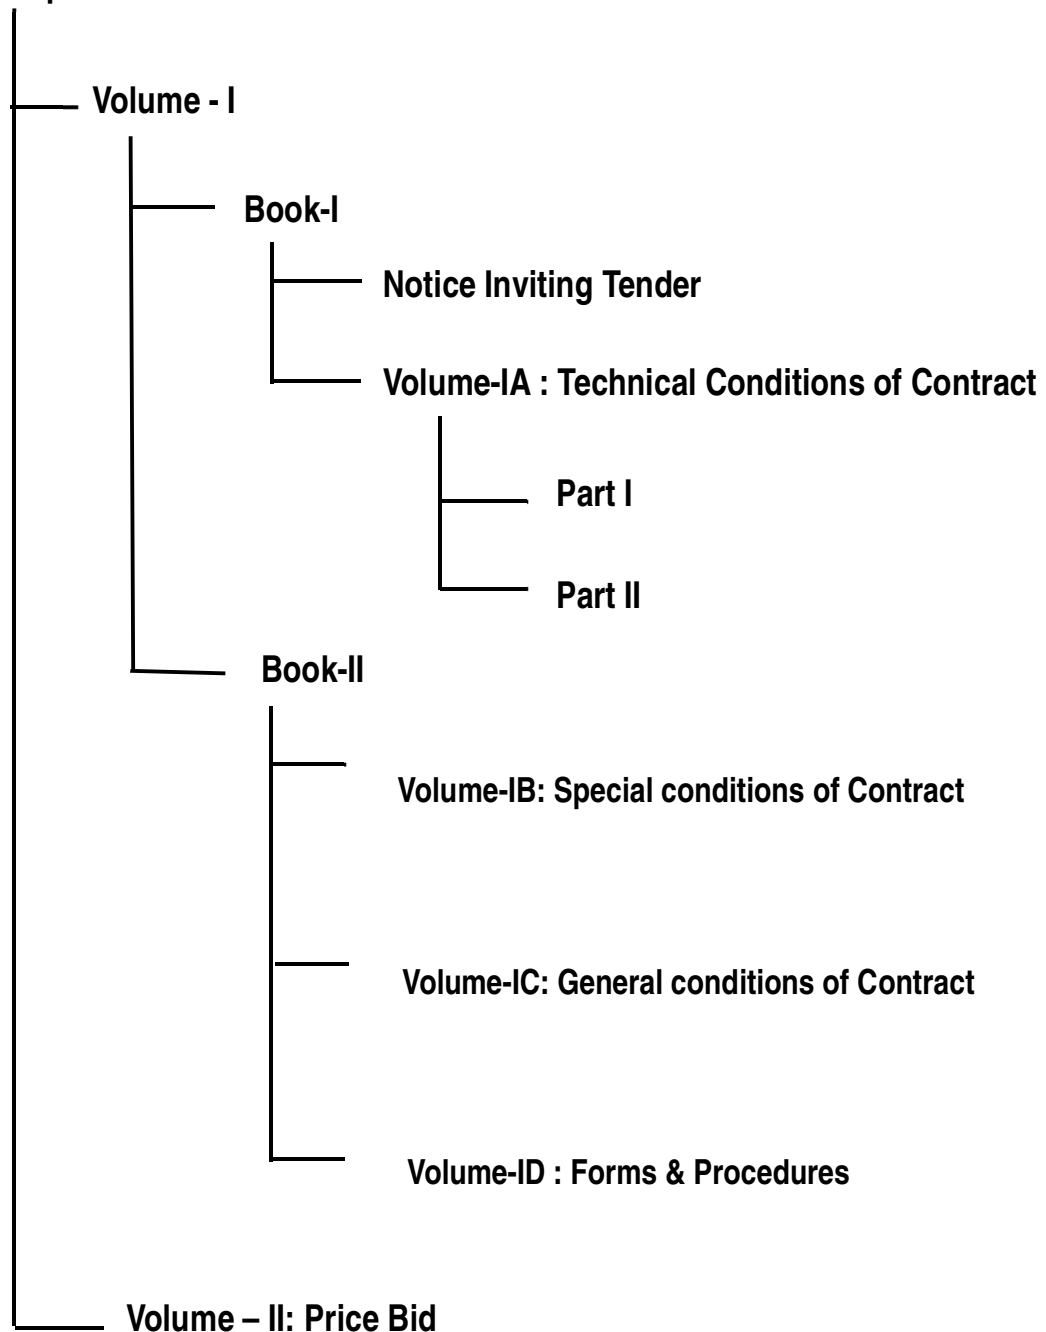 Volume - I
Book-I
Notice Inviting Tender
Volume-IA : Technical Conditions of Contract
Part I
Part II
Book-II
Volume-IB: Special conditions of Contract
Volume-IC: General conditions of Contract
Volume-ID : Forms & Procedures
Volume – II: Price Bid